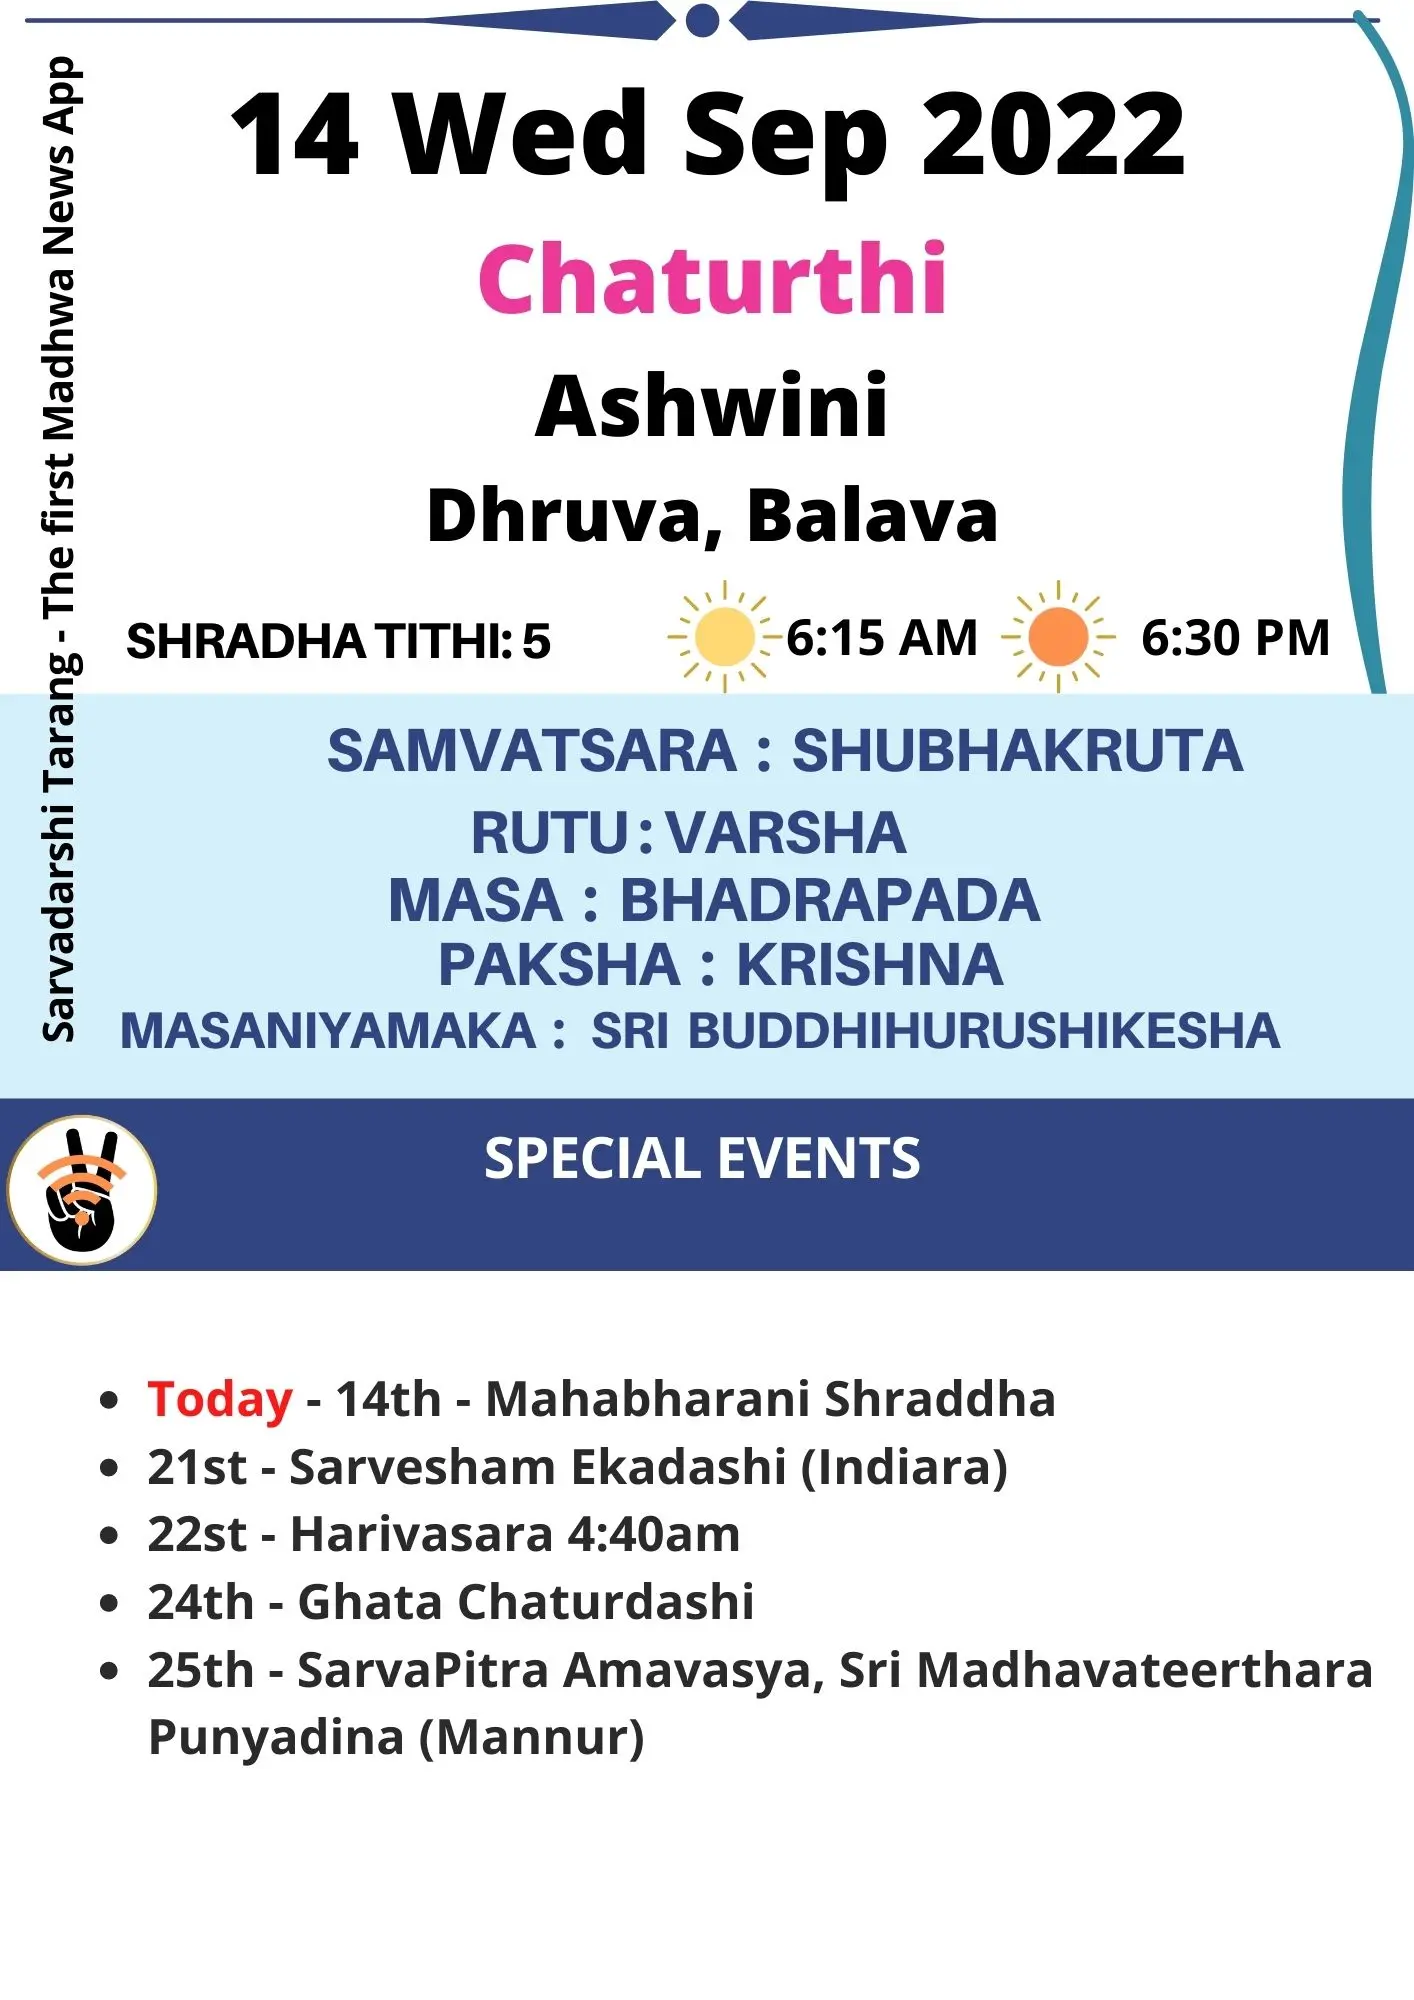 Sarvadarshi Tarang - The first Madhwa News App
14 Wed Sep 2022
Chaturthi
Ashwini
Dhruva, Balava
SHRADHA TITHI: 5 6:15 AM 6:30 PM
SAMVATSARA : SHUBHAKRUTA
RUTU : VARSHA
MASA : BHADRAPADA
PAKSHA : KRISHNA
MASANIYAMAKA : SRI BUDDHIHURUSHIKESHA
SPECIAL EVENTS
• Today - 14th - Mahabharani Shraddha
• 21st - Sarvesham Ekadashi (Indiara)
• 22st - Harivasara 4:40am
• 24th - Ghata Chaturdashi
• 25th - SarvaPitra Amavasya, Sri Madhavateerthara
Punyadina (Mannur)